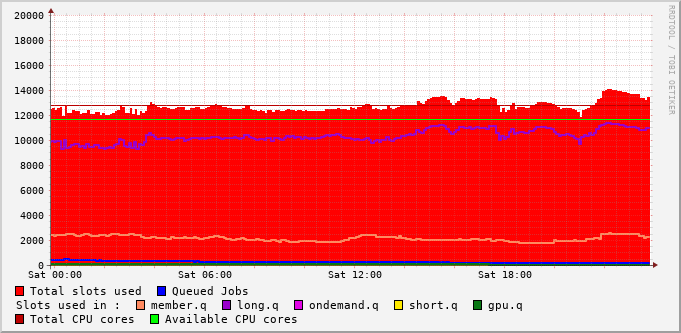 20000
18000
16000
14000
12000
10000
8000
6000
4000
2000
0
Sat 00:00 Sat 06:00 Sat 12:00 Sat 18:00
RRDTOOL / TOBI OETIKER
Total slots used Queued Jobs
Slots used in : member.q long.q ondemand.q short.q gpu.q
Total CPU cores Available CPU cores